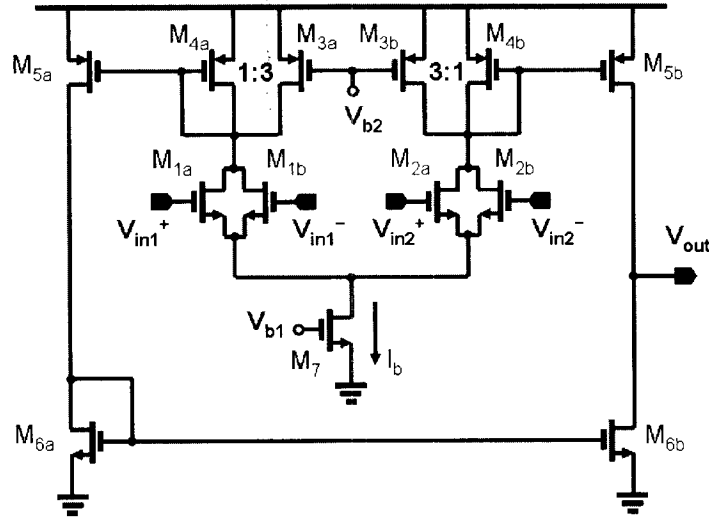 M4a M3a M3b M4b
M5a 1:3 3:1 M5b
Vb2
M1a M1b M2a M2b
Vin1+ Vin1- Vin2+ Vin2-
Vout
Vb1
M7 Ib
M6a M6b